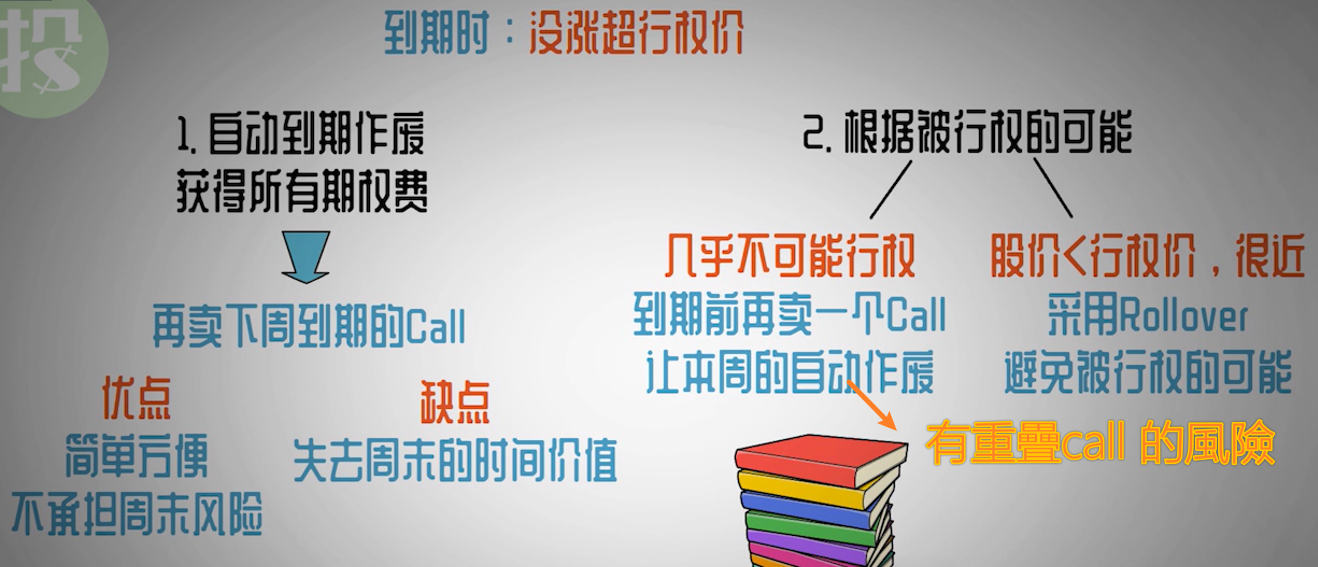 投$
到期时：没涨超行权价
1. 自动到期作废
获得所有期权费
再卖下周到期的Call
优点
简单方便
不承担周末风险
缺点
失去周末的时间价值
2. 根据被行权的可能
几乎不可能行权
到期前再卖一个Call
让本周的自动作废
股价<行权价，很近
采用Rollover
避免被行权的可能
有重疊call 的風險